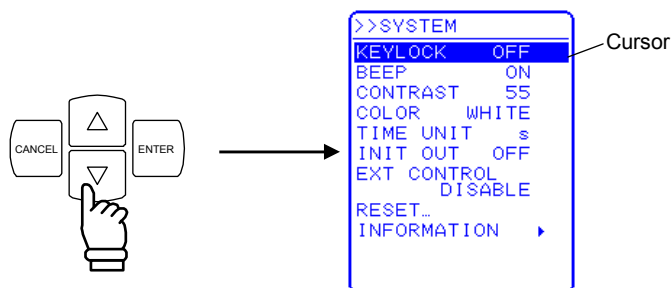 >>SYSTEM
Cursor
KEYLOCK OFF
BEEP ON
CONTRAST 55
COLOR WHITE
TIME UNIT s
INIT OUT OFF
EXT CONTROL
DISABLE
RESET…
INFORMATION ▸
CANCEL
ENTER